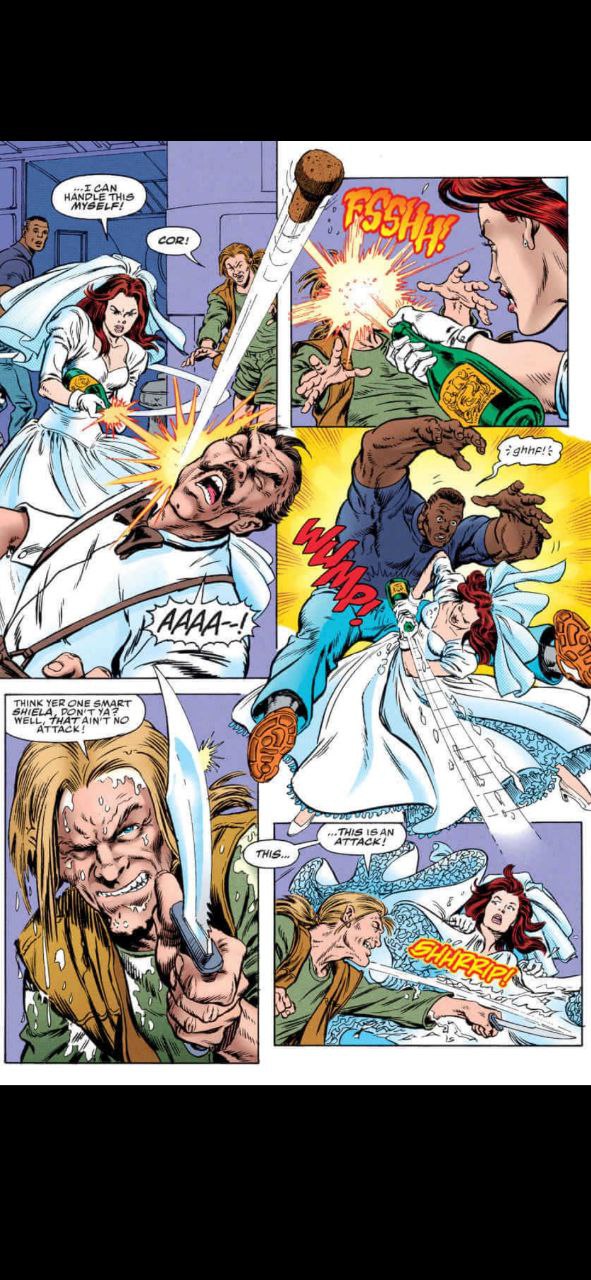 ...I CAN
HANDLE THIS
MYSELF!
COR!
AAAA--!
FSSHH!
ghhf!
WUMP!
THINK YER ONE SMART
SHIELA, DON'T YA?
WELL, THAT AIN'T NO
ATTACK!
THIS...
...THIS IS AN
ATTACK!
SHHRRIP!